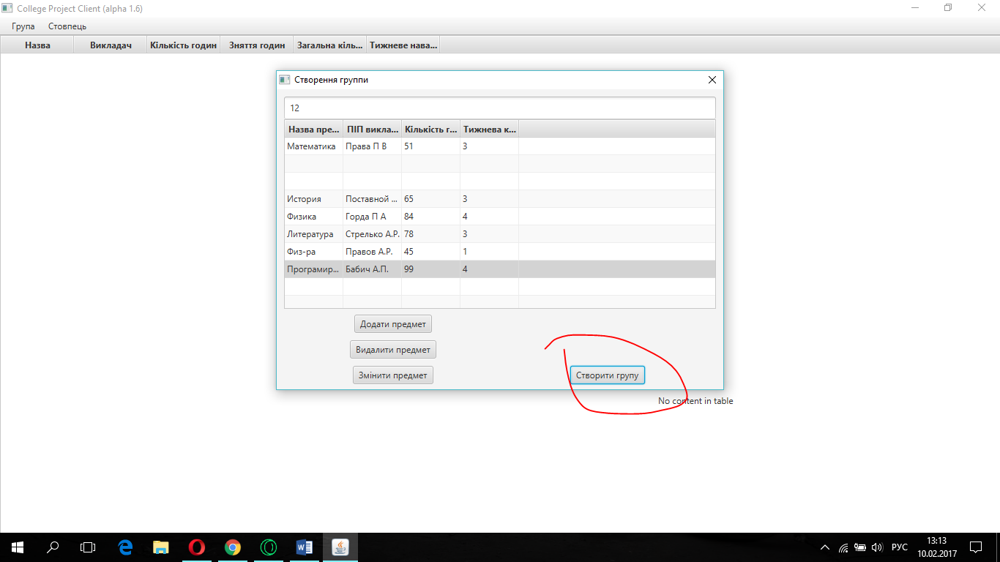 College Project Client (alpha 1.6)
Група Стовпець
Назва Викладач Кількість годин Зняття годин Загальна кіль... Тижневе нава...
Створення группи
12
Назва пре... ПІП викла... Кількість г... Тижнева к...
Математика Права П В 51 3
История Поставной ... 65 3
Физика Горда П А 84 4
Литература Стрелько А.Р. 78 3
Физ-ра Правов А.Р. 45 1
Програмир... Бабич А.П. 99 4
Додати предмет
Видалити предмет
Змінити предмет Створити групу
No content in table
РУС 13:13
10.02.2017